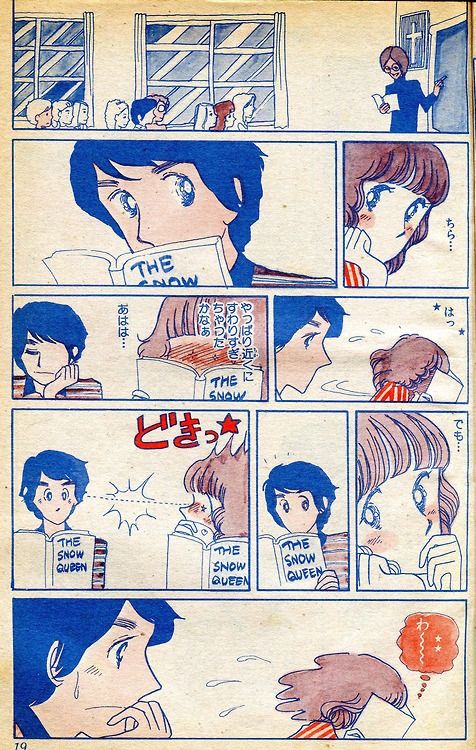 ちら…
THE
SNOW
はっ
やっぱり近くに
すわりすぎ
ちゃった
かなぁ
THE
SNOW
あはは…
でも…
THE
SNOW
QUEEN
どきっ★
THE
SNOW
QUEEN
THE
SNOW
QUEEN
わ〜〜〜
19